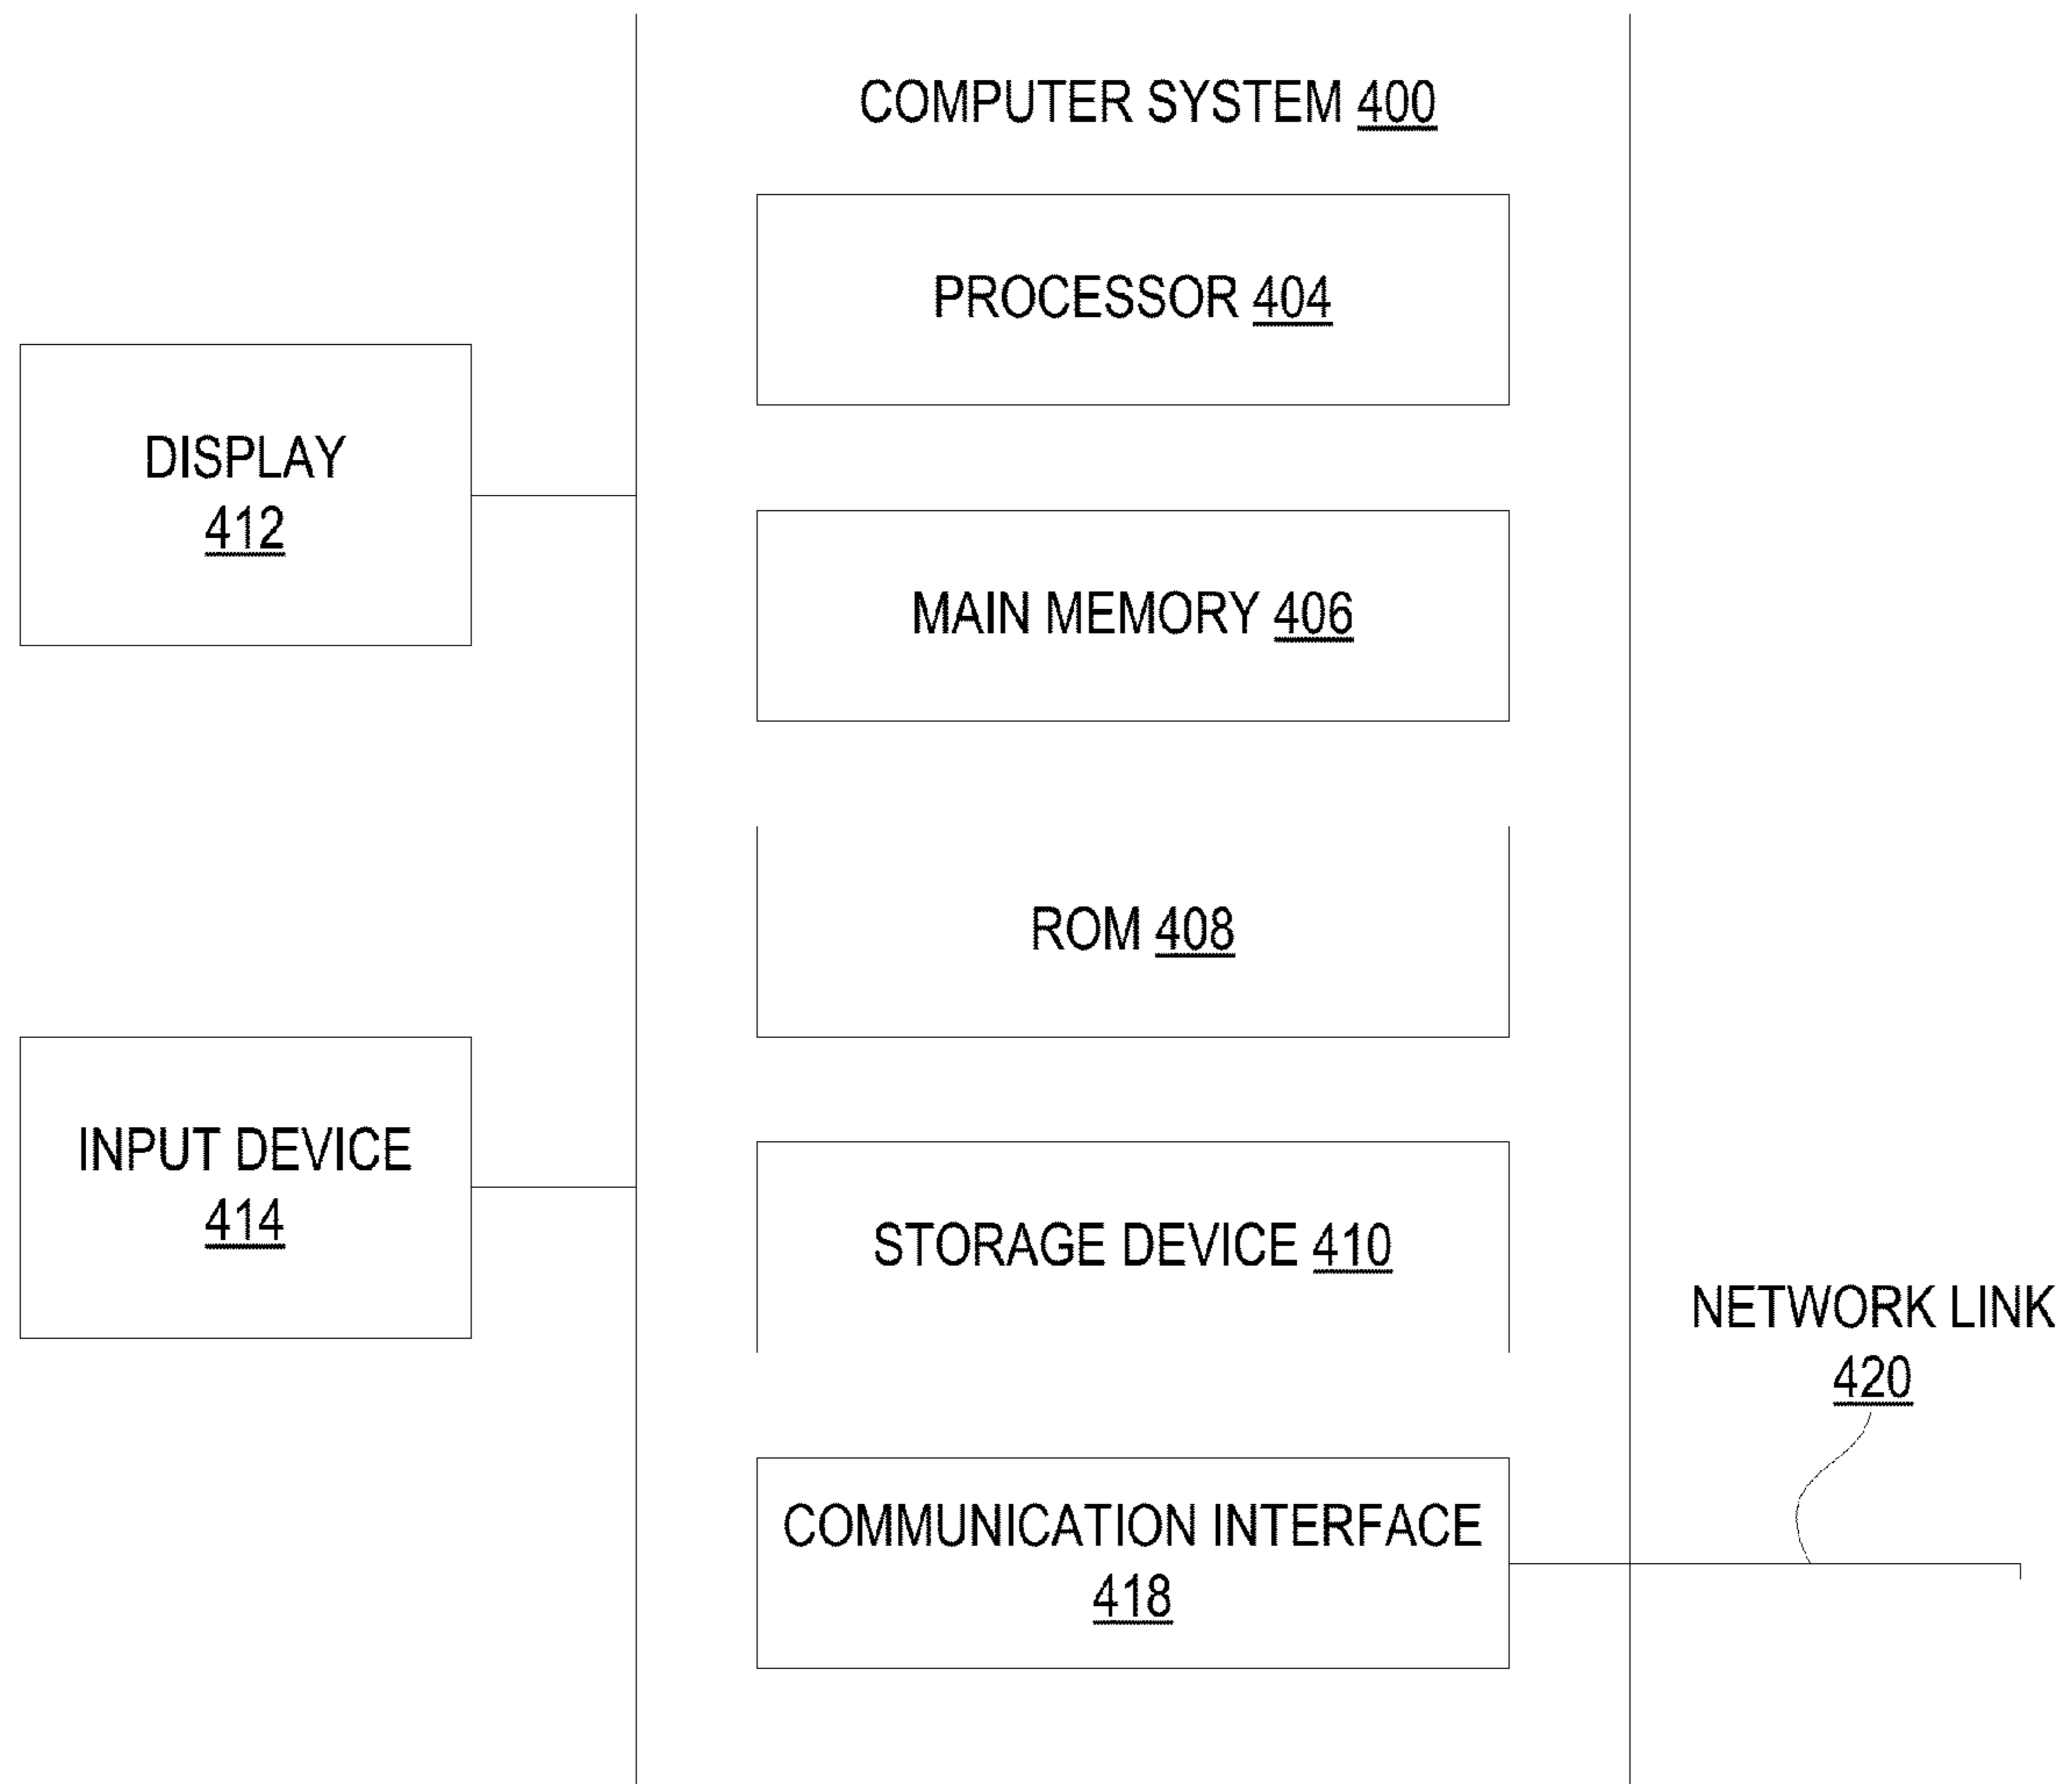 COMPUTER SYSTEM 400
PROCESSOR 404
DISPLAY
412
MAIN MEMORY 406
ROM 408
INPUT DEVICE
414
STORAGE DEVICE 410
NETWORK LINK
420
COMMUNICATION INTERFACE
418